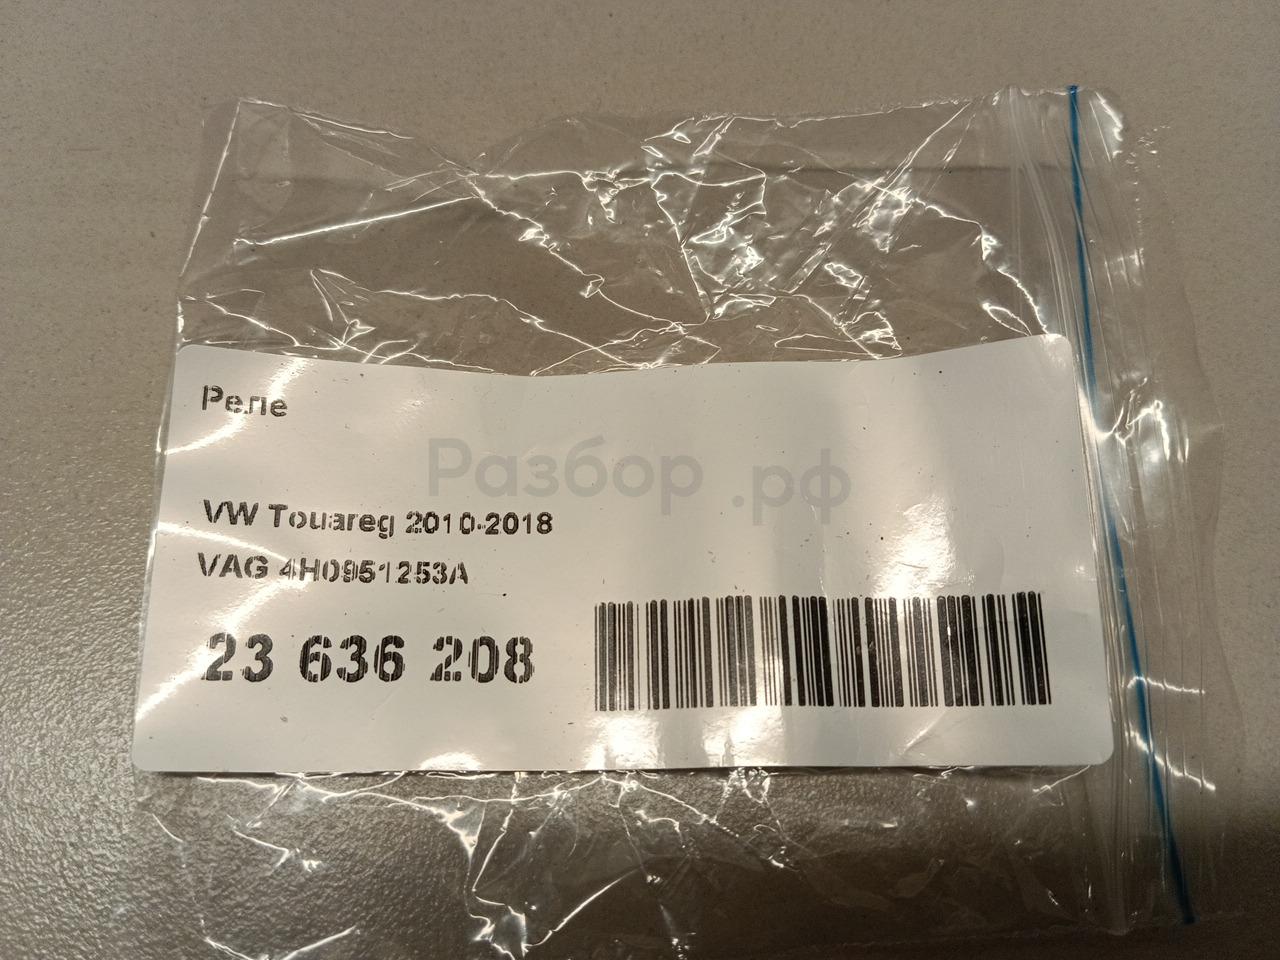 Реле
Разбор.рф
VW Touareg 2010-2018
VAG 4H0951253A
23 636 208